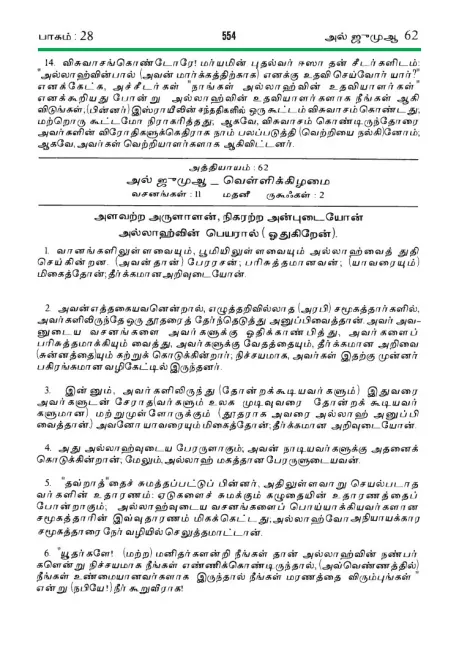 பாகம் : 28 554 அல் ஜுமுஆ 62
14. விசுவாசங்கொண்டோரே! மர்யமின் புதல்வர் ஈஸா தன் சீடர்களிடம்:
"அல்லாஹ்வின்பால் (அவன் மார்க்கத்திற்காக) எனக்கு உதவி செய்வோர் யார்?"
எனக்கேட்க, அச்சீடர்கள் "நாங்கள் அல்லாஹ்வின் உதவியாளர்கள்"
எனக்கூறியது போன்று அல்லாஹ்வின் உதவியாளர்களாக நீங்கள் ஆகி
விடுங்கள்; (பின்னர்) இஸ்ராயீலின் சந்ததிகளில் ஒரு கூட்டம் விசுவாசம் கொண்டது;
மற்றொரு கூட்டமோ நிராகரித்தது; ஆகவே, விசுவாசம் கொண்டிருந்தோரை
அவர்களின் விரோதிகளுக்கெதிராக நாம் பலப்படுத்தி (வெற்றியை நல்கி)னோம்;
ஆகவே, அவர்கள் வெற்றியாளர்களாக ஆகிவிட்டனர்.
அத்தியாயம் : 62
அல் ஜுமுஆ – வெள்ளிக்கிழமை
வசனங்கள் : 11 மதனீ ருகூஃகள் : 2
அளவற்ற அருளாளன், நிகரற்ற அன்புடையோன்
அல்லாஹ்வின் பெயரால் ( ஓதுகிறேன்).
1. வானங்களிலுள்ளவையும், பூமியிலுள்ளவையும் அல்லாஹ்வைத் துதி
செய்கின்றன. (அவன்தான்) பேரரசன்; பரிசுத்தமானவன்; (யாவரையும்)
மிகைத்தோன்; தீர்க்கமான அறிவுடையோன்.
2. அவன் எத்தகையவனென்றால், எழுத்தறிவில்லாத (அரபி) சமூகத்தார்களில்,
அவர்களிலிருந்தே ஒரு தூதரைத் தேர்ந்தெடுத்து அனுப்பிவைத்தான். அவர் அவ-
னுடைய வசனங்களை அவர்களுக்கு ஓதிக்காண்பித்து, அவர்களைப்
பரிசுத்தமாக்கியும் வைத்து, அவர்களுக்கு வேதத்தையும், தீர்க்கமான அறிவை
(சுன்னத்தை)யும் கற்றுக் கொடுக்கின்றார்; நிச்சயமாக, அவர்கள் இதற்கு முன்னர்
பகிரங்கமான வழிகேட்டில் இருந்தனர்.
3. இன்னும், அவர்களிலிருந்து (தோன்றக்கூடியவர்களும்) இதுவரை
அவர்களுடன் சேராத(வர்களும் உலக முடிவுவரை தோன்றக் கூடியவர்
களுமான) மற்றுமுள்ளோருக்கும் (தூதராக அவரை அல்லாஹ் அனுப்பி
வைத்தான்.) அவனோ யாவரையும் மிகைத்தோன்; தீர்க்கமான அறிவுடையோன்.
4. அது அல்லாஹ்வுடைய பேரருளாகும்; அவன் நாடியவர்களுக்கு அதனைக்
கொடுக்கின்றான்; மேலும், அல்லாஹ் மகத்தான பேரருளுடையவன்.
5. "தவ்றாத்"தைச் சுமத்தப்பட்டுப் பின்னர், அதிலுள்ளவாறு செயல்படாத
வர்களின் உதாரணம்: ஏடுகளைச் சுமக்கும் கழுதையின் உதாரணத்தைப்
போன்றாகும்; அல்லாஹ்வுடைய வசனங்களைப் பொய்யாக்கியவர்களான
சமூகத்தாரின் இவ்வுதாரணம் மிகக்கெட்டது; அல்லாஹ்வோ அநியாயக்கார
சமூகத்தாரை நேர் வழியில் செலுத்தமாட்டான்.
6. "யூதர்களே! (மற்ற) மனிதர்களன்றி நீங்கள் தான் அல்லாஹ்வின் நண்பர்
களென்று நிச்சயமாக நீங்கள் எண்ணிக்கொண்டிருந்தால், (அவ்வெண்ணத்தில்)
நீங்கள் உண்மையானவர்களாக இருந்தால் நீங்கள் மரணத்தை விரும்புங்கள்"
என்று (நபியே!) நீர் கூறுவீராக!